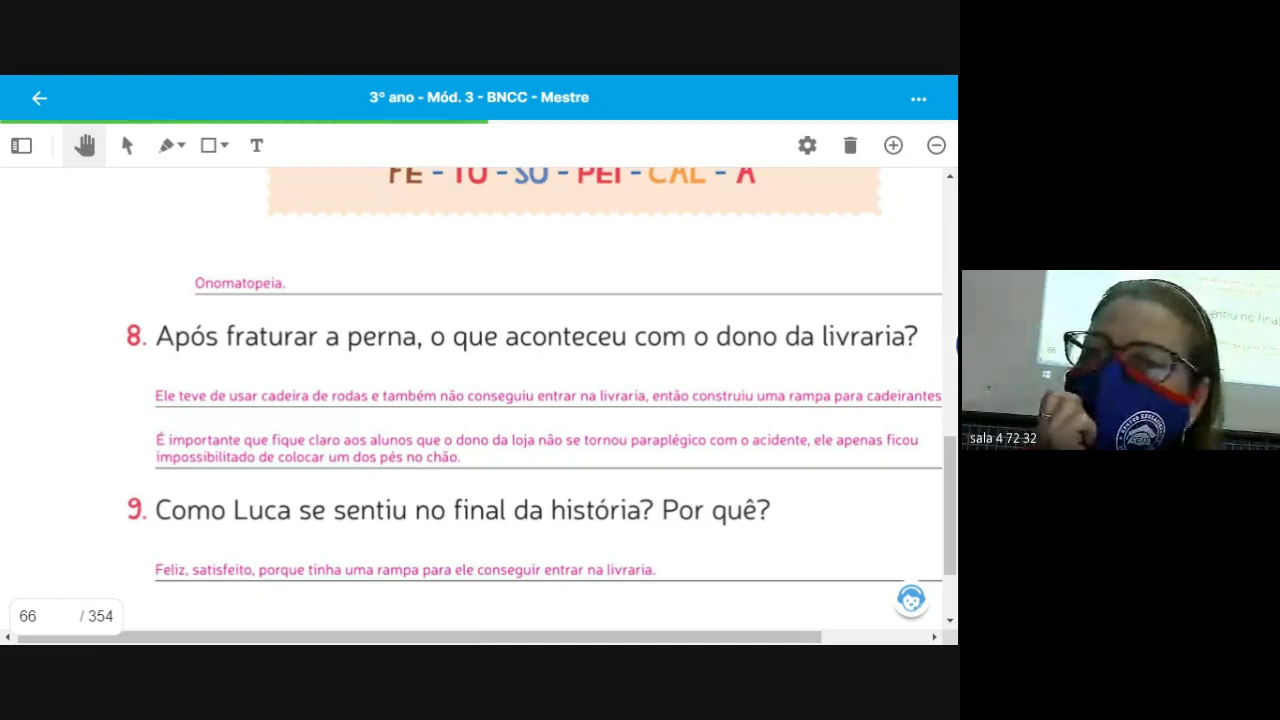 3º ano - Mód. 3 - BNCC - Mestre
T
FE - TU - SO - PEI - CAL - A
Onomatopeia.
8. Após fraturar a perna, o que aconteceu com o dono da livraria?
Ele teve de usar cadeira de rodas e também não conseguiu entrar na livraria, então construiu uma rampa para cadeirantes
É importante que fique claro aos alunos que o dono da loja não se tornou paraplégico com o acidente, ele apenas ficou
impossibilitado de colocar um dos pés no chão.
9. Como Luca se sentiu no final da história? Por quê?
Feliz, satisfeito, porque tinha uma rampa para ele conseguir entrar na livraria.
66 / 354
sala 4 72 32